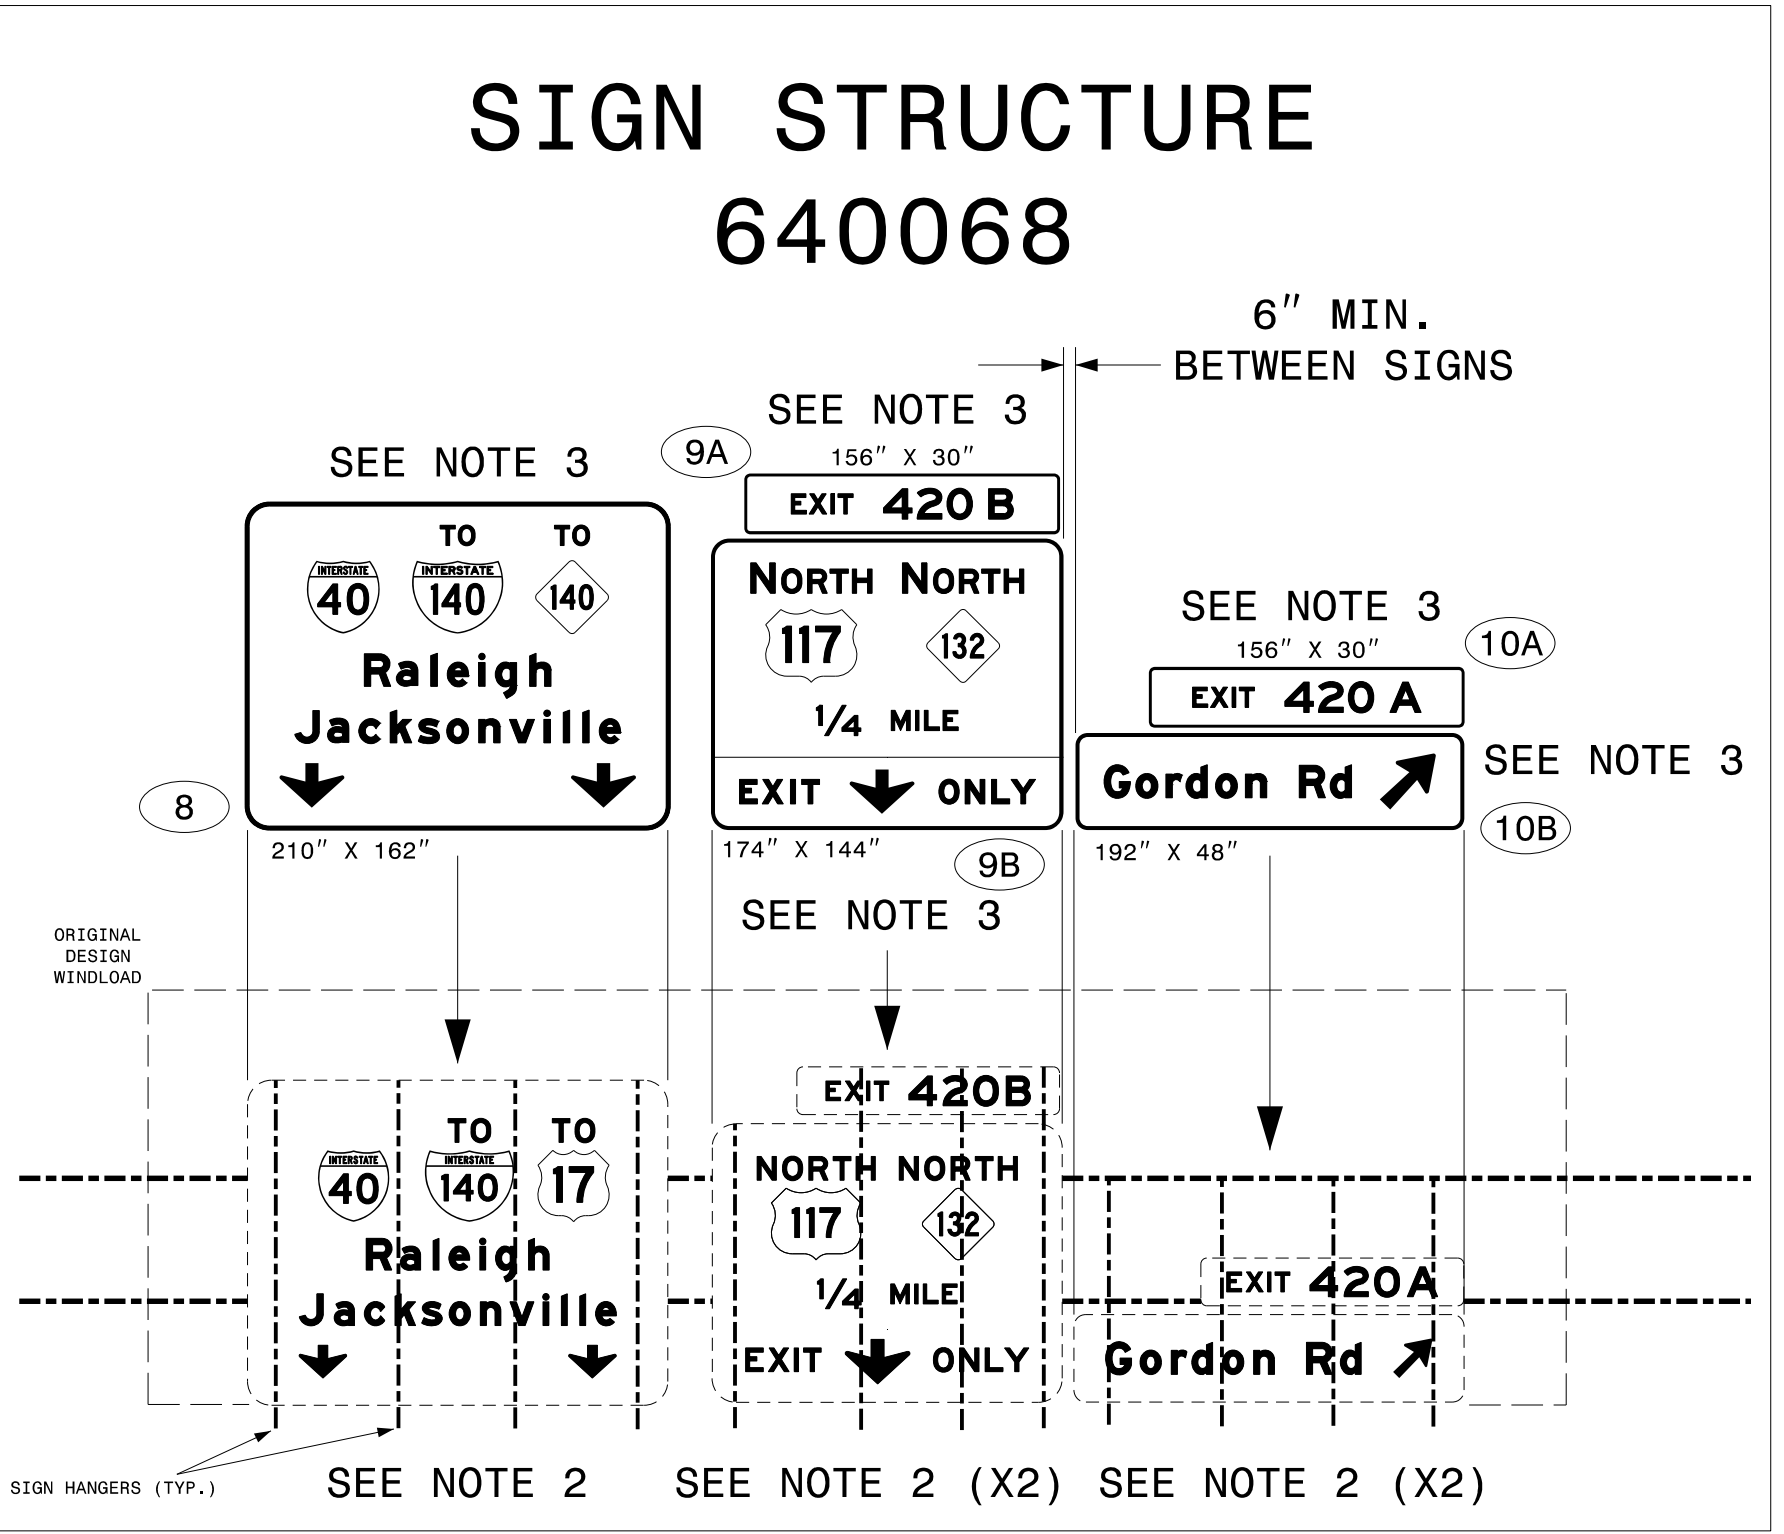 SIGN STRUCTURE
640068
6" MIN.
BETWEEN SIGNS
SEE NOTE 3
9A
156" X 30"
EXIT 420 B
SEE NOTE 3
TO TO
INTERSTATE 40 INTERSTATE 140 140
Raleigh
Jacksonville
8
210" X 162"
NORTH NORTH
117 132
1/4 MILE
EXIT ONLY
174" X 144"
9B
SEE NOTE 3
SEE NOTE 3
156" X 30"
10A
EXIT 420 A
Gordon Rd
SEE NOTE 3
10B
192" X 48"
ORIGINAL
DESIGN
WINDLOAD
TO TO
INTERSTATE 40 INTERSTATE 140 17
Raleigh
Jacksonville
EXIT 420B
NORTH NORTH
117 132
1/4 MILE
EXIT ONLY
EXIT 420A
Gordon Rd
SIGN HANGERS (TYP.)
SEE NOTE 2
SEE NOTE 2 (X2)
SEE NOTE 2 (X2)